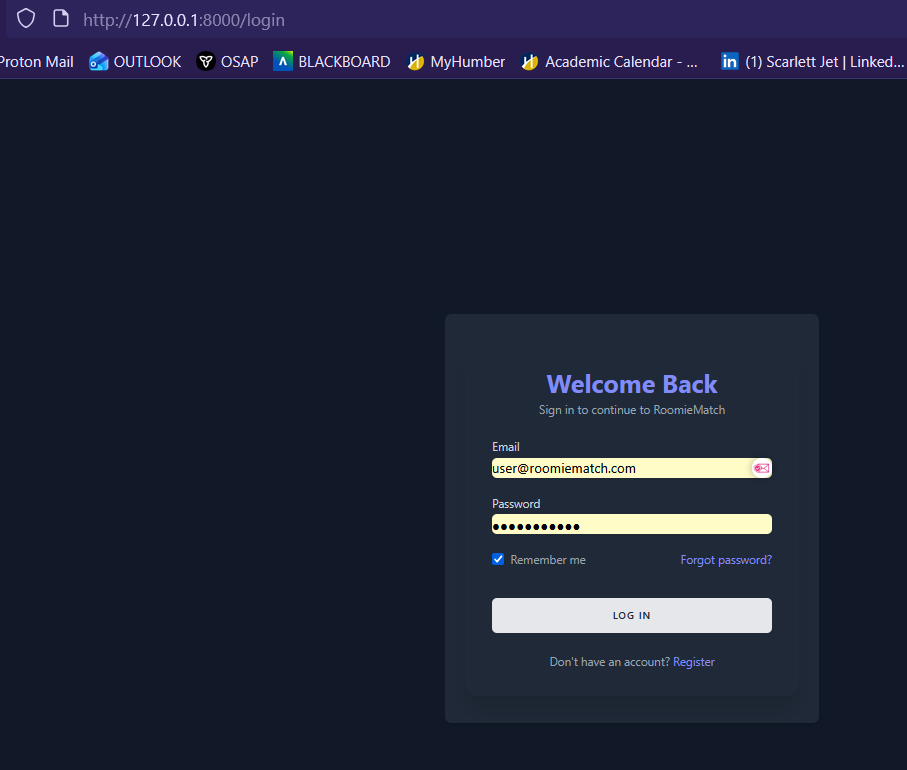 http://127.0.0.1:8000/login
Proton Mail OUTLOOK OSAP BLACKBOARD MyHumber Academic Calendar - ... (1) Scarlett Jet | Linked...
Welcome Back
Sign in to continue to RoomieMatch
Email
user@roomiematch.com
Password
●●●●●●●●●●●
Remember me Forgot password?
LOG IN
Don't have an account? Register